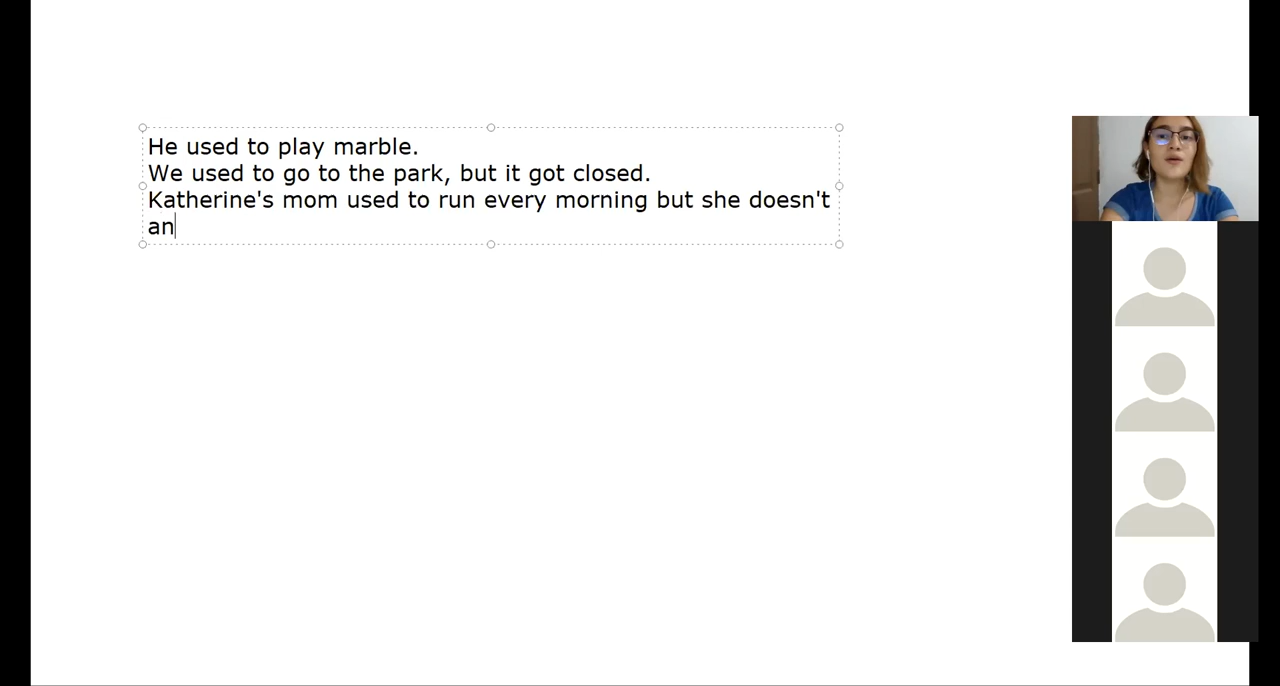 He used to play marble.
We used to go to the park, but it got closed.
Katherine's mom used to run every morning but she doesn't
an